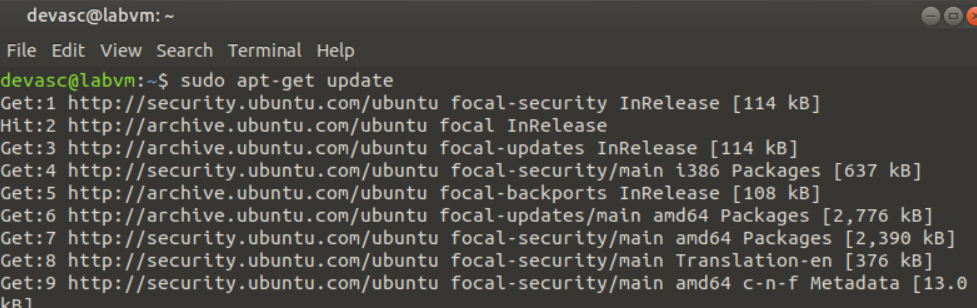 devasc@labvm: ~
File Edit View Search Terminal Help
devasc@labvm:~$ sudo apt-get update
Get:1 http://security.ubuntu.com/ubuntu focal-security InRelease [114 kB]
Hit:2 http://archive.ubuntu.com/ubuntu focal InRelease
Get:3 http://archive.ubuntu.com/ubuntu focal-updates InRelease [114 kB]
Get:4 http://security.ubuntu.com/ubuntu focal-security/main i386 Packages [637 kB]
Get:5 http://archive.ubuntu.com/ubuntu focal-backports InRelease [108 kB]
Get:6 http://archive.ubuntu.com/ubuntu focal-updates/main amd64 Packages [2,776 kB]
Get:7 http://security.ubuntu.com/ubuntu focal-security/main amd64 Packages [2,390 kB]
Get:8 http://security.ubuntu.com/ubuntu focal-security/main Translation-en [376 kB]
Get:9 http://security.ubuntu.com/ubuntu focal-security/main amd64 c-n-f Metadata [13.0
kB]